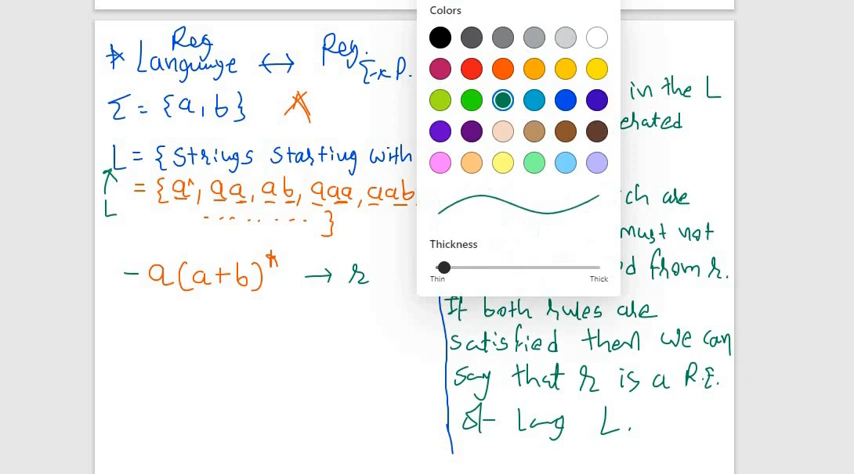 * Reg Language ↔ Reg. Exp.
Σ = {a, b}
L = {Strings starting with
L
= {a, aa, ab, aaa, aab,
........ }
- a(a+b)* → r
Colors
Thickness
Thin Thick
in the L
erated
ch are
must not
d from r.
If both rules are
satisfied then we can
say that r is a R.E.
of lang L.